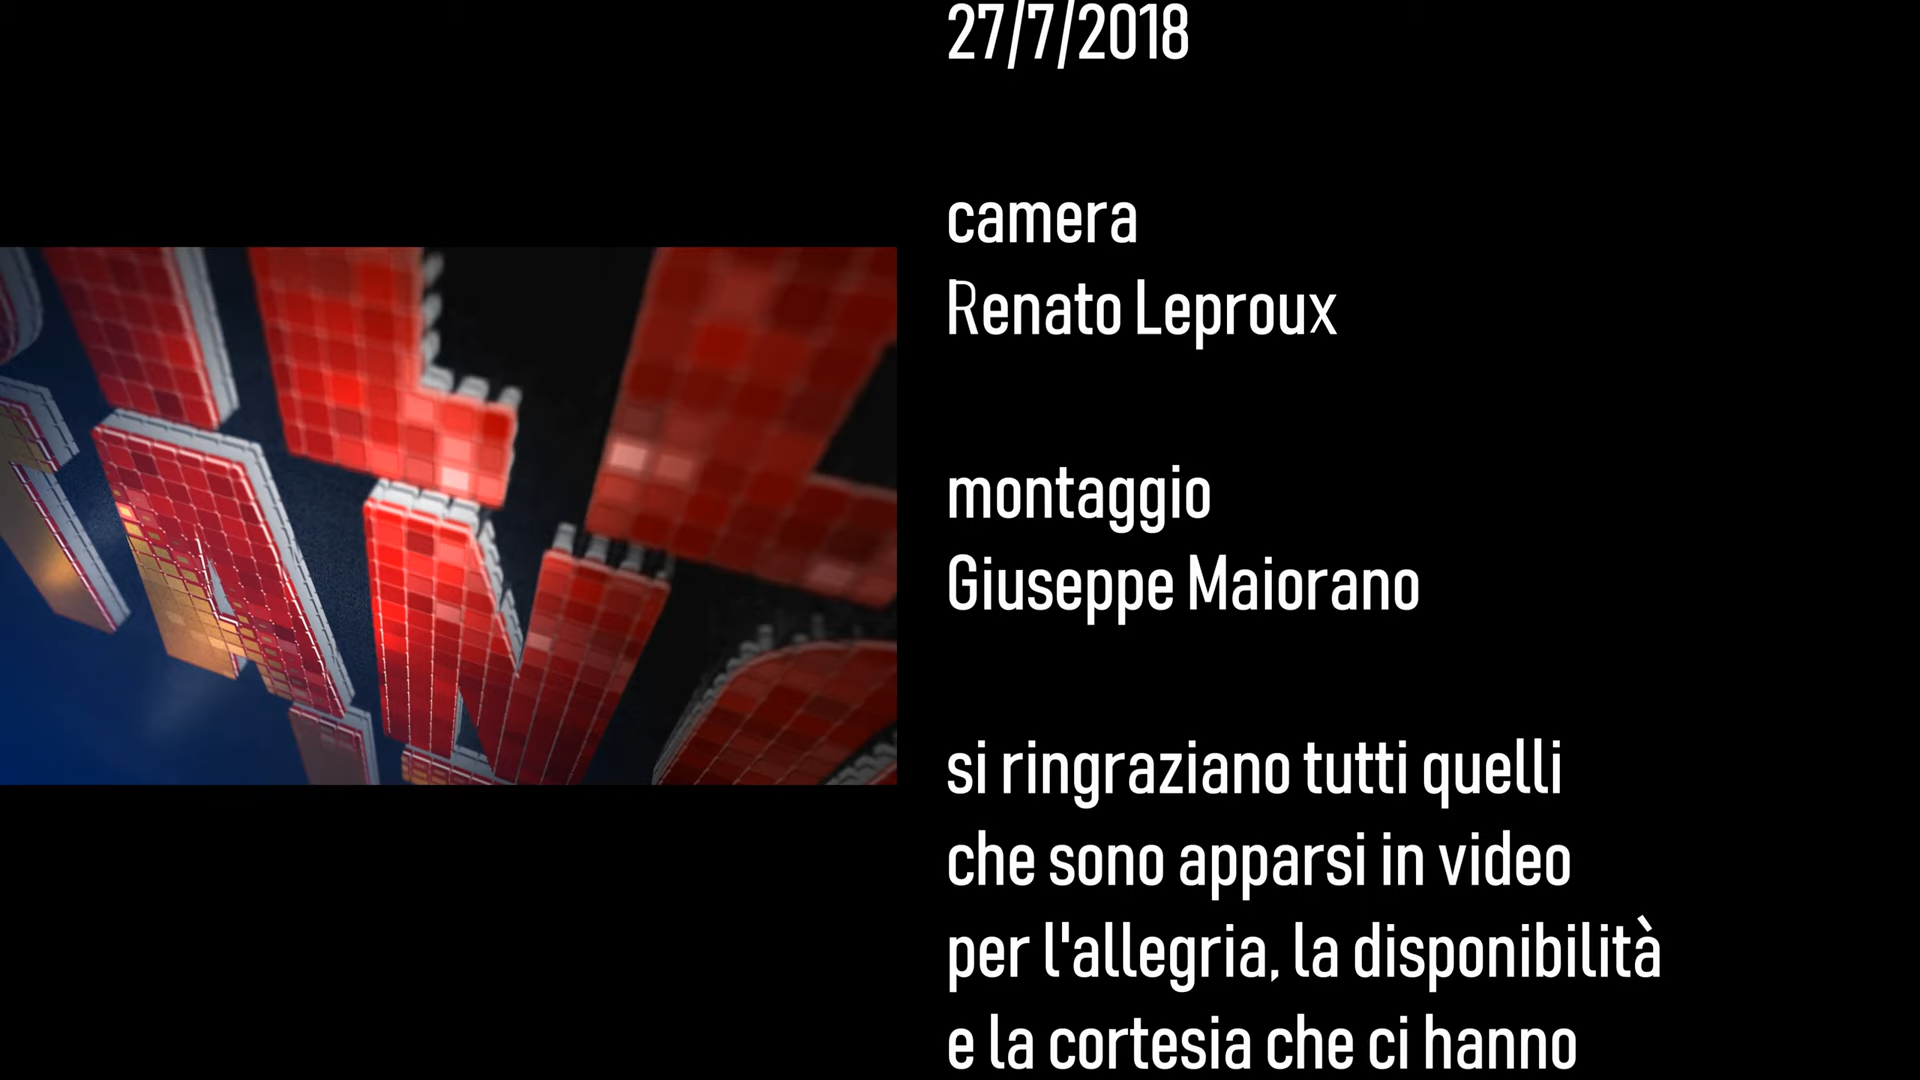 27/7/2018
camera
Renato Leproux
montaggio
Giuseppe Maiorano
si ringraziano tutti quelli
che sono apparsi in video
per l'allegria, la disponibilità
e la cortesia che ci hanno